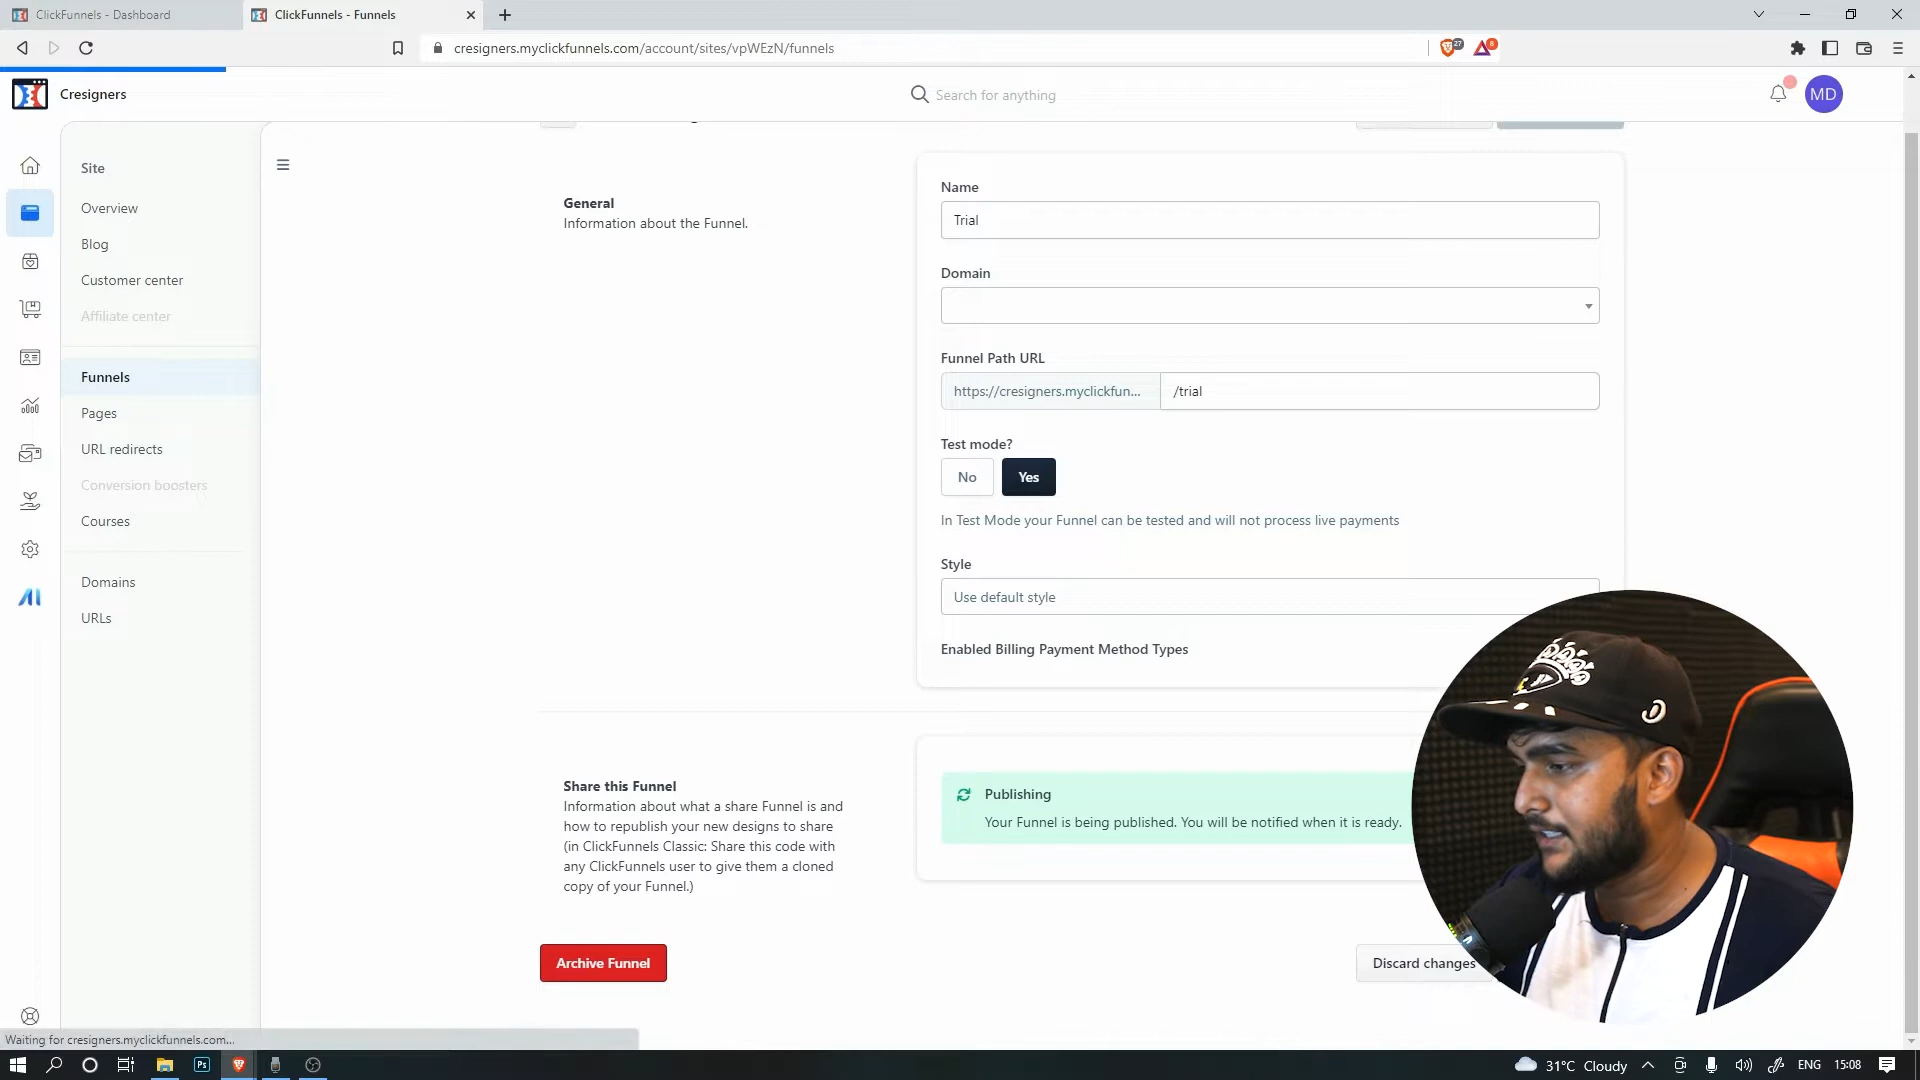 ClickFunnels - Dashboard
ClickFunnels - Funnels
cresigners.myclickfunnels.com/account/sites/vpWEzN/funnels
27
8
Cresigners
Search for anything
MD
Site
Overview
Blog
Customer center
Affiliate center
Funnels
Pages
URL redirects
Conversion boosters
Courses
Domains
URLs
General
Information about the Funnel.
Name
Trial
Domain
Funnel Path URL
https://cresigners.myclickfun...
/trial
Test mode?
No
Yes
In Test Mode your Funnel can be tested and will not process live payments
Style
Use default style
Enabled Billing Payment Method Types
Share this Funnel
Information about what a share Funnel is and
how to republish your new designs to share
(in ClickFunnels Classic: Share this code with
any ClickFunnels user to give them a cloned
copy of your Funnel.)
Publishing
Your Funnel is being published. You will be notified when it is ready.
Archive Funnel
Discard changes
Waiting for cresigners.myclickfunnels.com...
Ps
31°C Cloudy
ENG
15:08